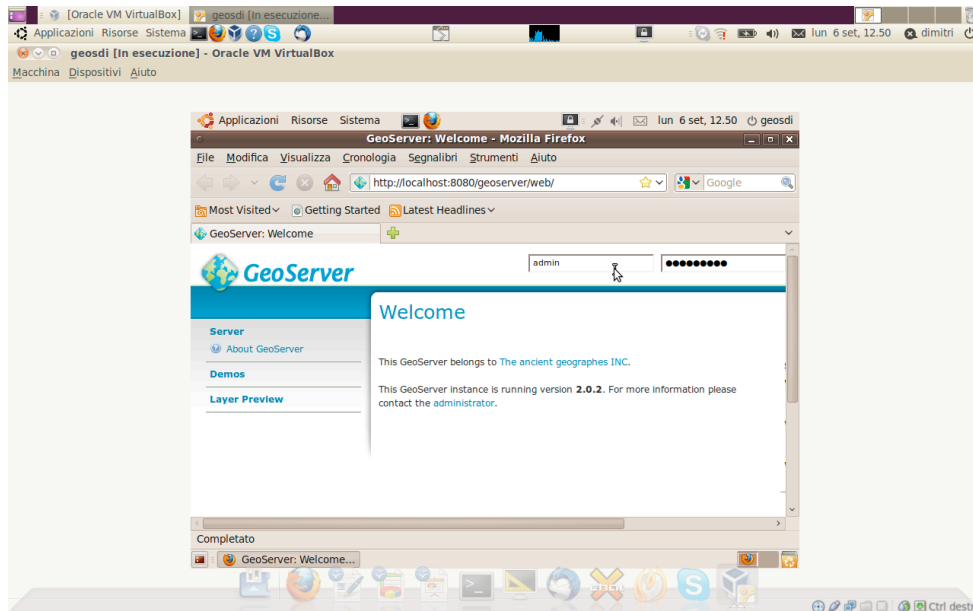 [Oracle VM VirtualBox] geosdi [In esecuzione...
Applicazioni Risorse Sistema lun 6 set, 12.50 dimitri
geosdi [In esecuzione] - Oracle VM VirtualBox
Macchina Dispositivi Aiuto
Applicazioni Risorse Sistema lun 6 set, 12.50 geosdi
GeoServer: Welcome - Mozilla Firefox
File Modifica Visualizza Cronologia Segnalibri Strumenti Aiuto
http://localhost:8080/geoserver/web/ Google
Most Visited Getting Started Latest Headlines
GeoServer: Welcome
GeoServer admin ●●●●●●●●●
Welcome
Server
About GeoServer
Demos
Layer Preview
This GeoServer belongs to The ancient geographes INC.
This GeoServer instance is running version 2.0.2. For more information please
contact the administrator.
Completato
GeoServer: Welcome...
Ctrl destr